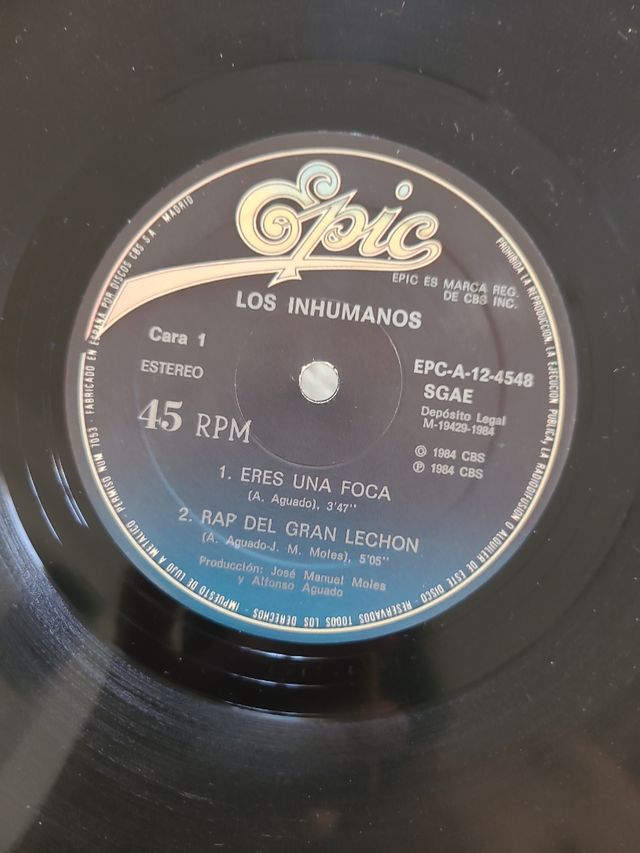 Epic
EPIC ES MARCA REG.
DE CBS INC.
LOS INHUMANOS
Cara 1
ESTEREO
45 RPM
EPC-A-12-4548
SGAE
Depósito Legal
M-19429-1984
© 1984 CBS
℗ 1984 CBS
1. ERES UNA FOCA
(A. Aguado), 3'47"
2. RAP DEL GRAN LECHON
(A. Aguado-J. M. Moles), 5'05"
Producción: José Manuel Moles
y Alfonso Aguado
PROHIBIDA LA REPRODUCCION, LA EJECUCION PUBLICA, LA RADIODIFUSION O ALQUILER DE ESTE DISCO - RESERVADOS TODOS LOS DERECHOS - IMPUESTO DE LUJO A METALICO - PERMISO NUM 7053 - FABRICADO EN ESPAÑA POR DISCOS CBS S.A. - MADRID